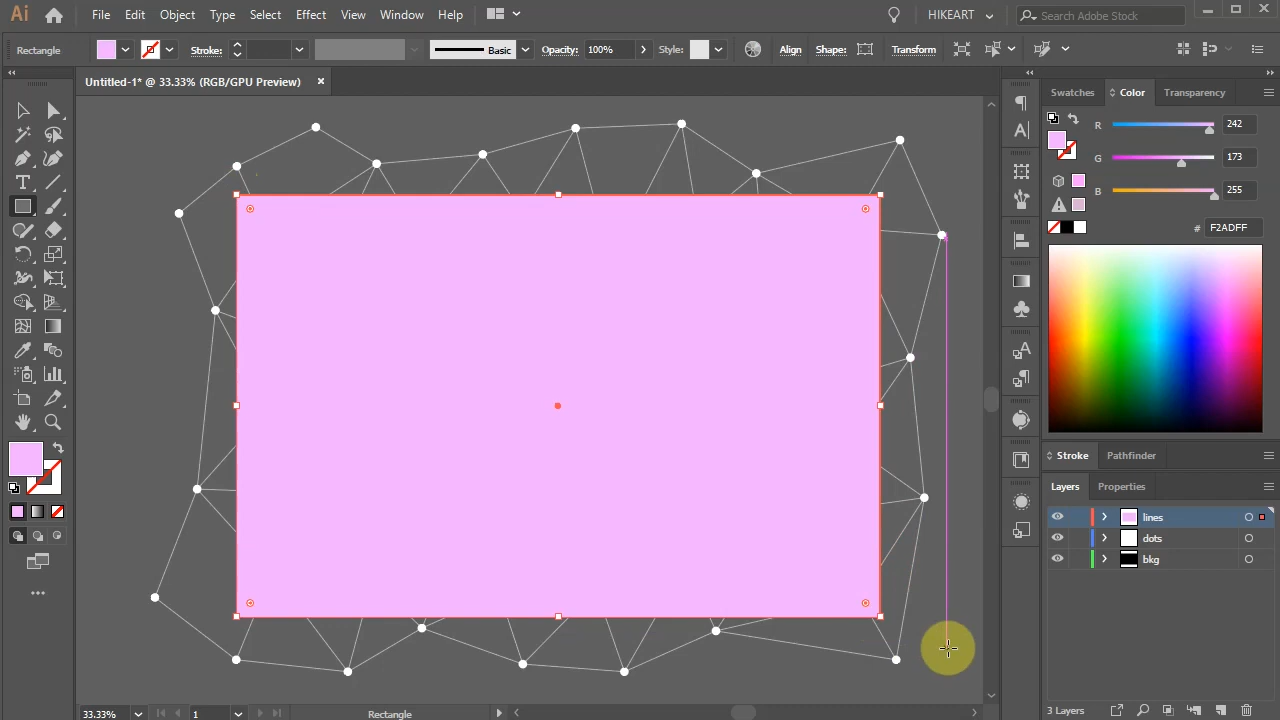 Ai File Edit Object Type Select Effect View Window Help HIKEART Search Adobe Stock
Rectangle Stroke: Basic Opacity: 100% Style: Align Shape: Transform
Untitled-1* @ 33.33% (RGB/GPU Preview) ×
Swatches Color Transparency
R 242
G 173
B 255
# F2ADFF
Stroke Pathfinder
Layers Properties
lines
dots
bkg
33.33% 1 Rectangle
3 Layers